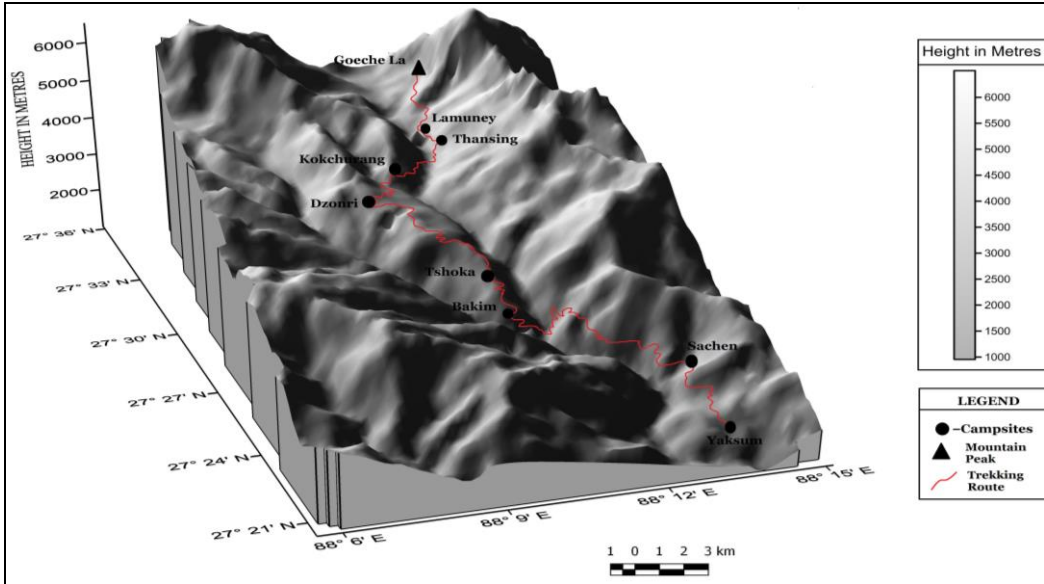 HEIGHT IN METRES
6000
5000
4000
3000
2000
27° 36' N
27° 33' N
27° 30' N
27° 27' N
27° 24' N
27° 21' N
88° 6' E
88° 9' E
88° 12' E
88° 15' E
Goeche La
Lamuney
Thansing
Kokchurang
Dzonri
Tshoka
Bakim
Sachen
Yaksum
Height in Metres
6000
5500
5000
4500
4000
3500
3000
2500
2000
1500
1000
LEGEND
-Campsites
Mountain
Peak
Trekking
Route
1 0 1 2 3 km